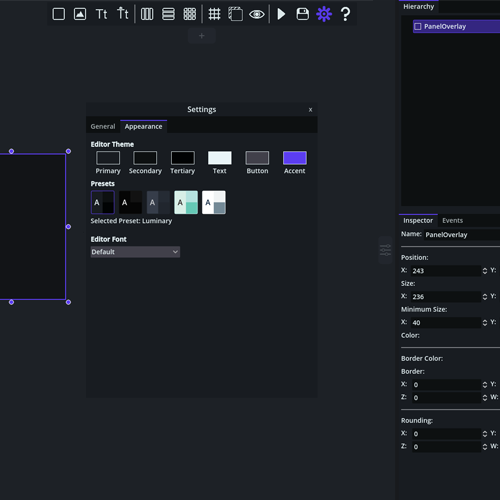 Tt Tt ?
+
Hierarchy
PanelOverlay
Settings x
General Appearance
Editor Theme
Primary Secondary Tertiary Text Button Accent
Presets
A A A A A
Selected Preset: Luminary
Editor Font
Default
Inspector Events
Name: PanelOverlay
Position:
X: 243 Y:
Size:
X: 236 Y:
Minimum Size:
X: 40 Y:
Color:
Border Color:
Border:
X: 0 Y:
Z: 0 W:
Rounding:
X: 0 Y:
Z: 0 W: